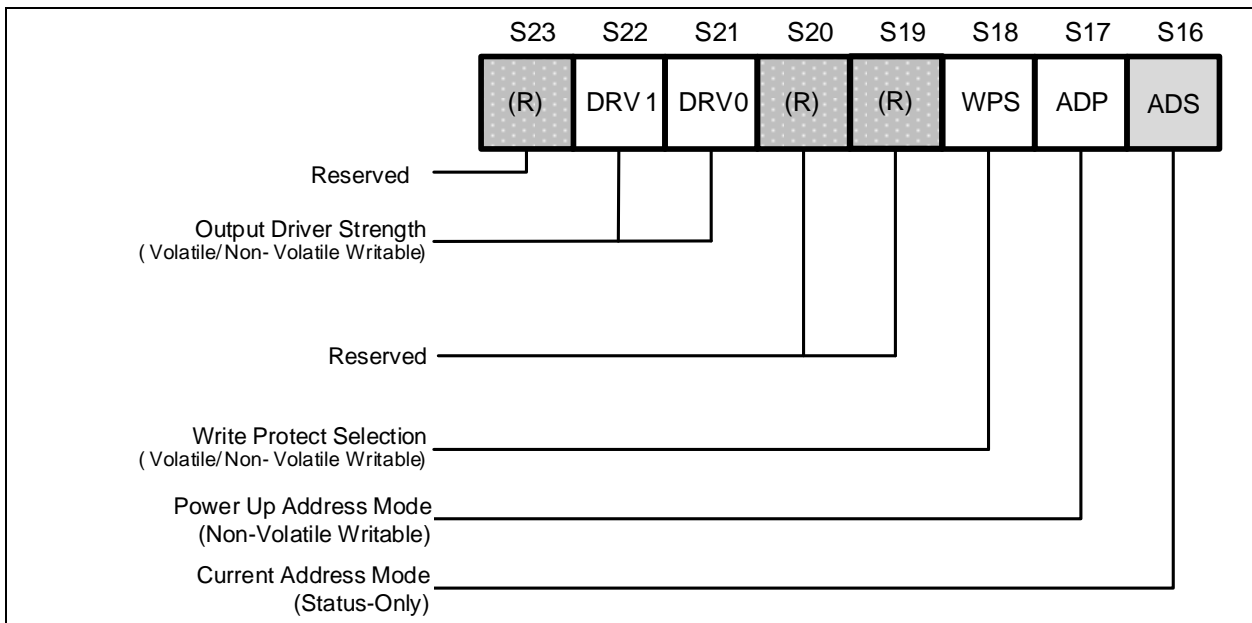 S23 S22 S21 S20 S19 S18 S17 S16
(R) DRV 1 DRV0 (R) (R) WPS ADP ADS
Reserved
Output Driver Strength
( Volatile/ Non- Volatile Writable)
Reserved
Write Protect Selection
( Volatile/ Non- Volatile Writable)
Power Up Address Mode
(Non-Volatile Writable)
Current Address Mode
(Status-Only)